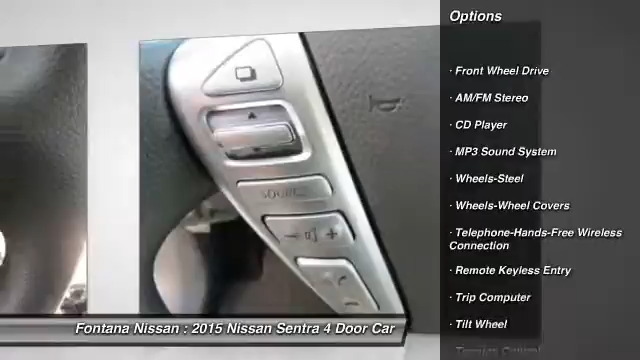 Options
· Front Wheel Drive
· AM/FM Stereo
· CD Player
· MP3 Sound System
· Wheels-Steel
· Wheels-Wheel Covers
· Telephone-Hands-Free Wireless
Connection
· Remote Keyless Entry
· Trip Computer
· Tilt Wheel
SOURCE
Fontana Nissan : 2015 Nissan Sentra 4 Door Car